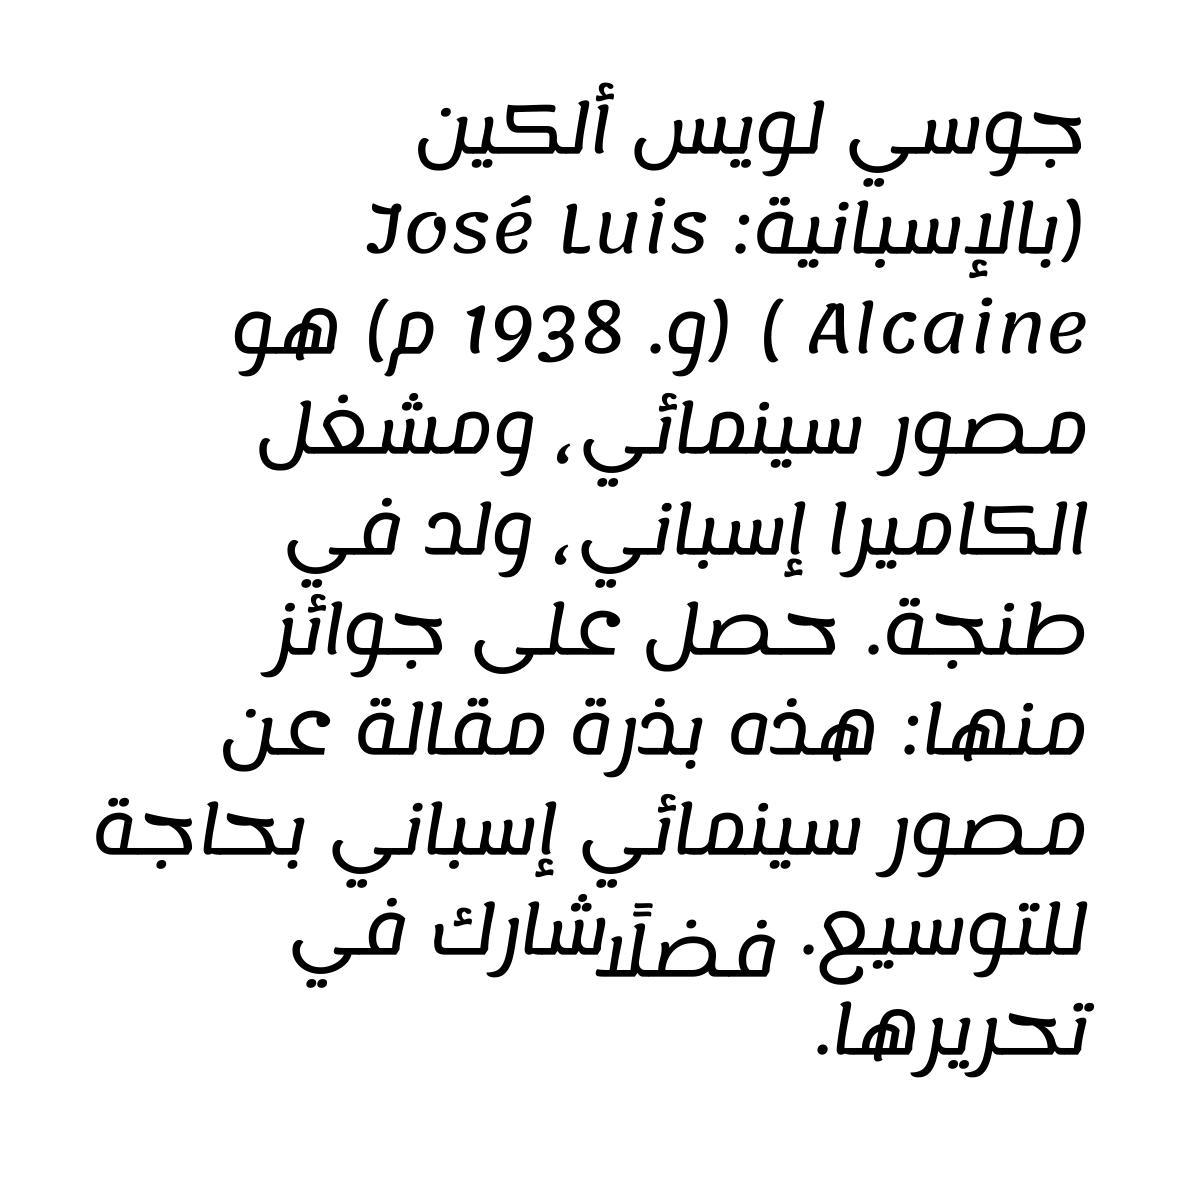 جوسي لويس ألكين
(بالإسبانية: José Luis
Alcaine ) (و. 1938 م) هو
مصور سينمائي، ومشغل
الكاميرا إسباني، ولد في
طنجة. حصل على جوائز
منها: هذه بذرة مقالة عن
مصور سينمائي إسباني بحاجة
للتوسيع. فضلًا شارك في
تحريرها.